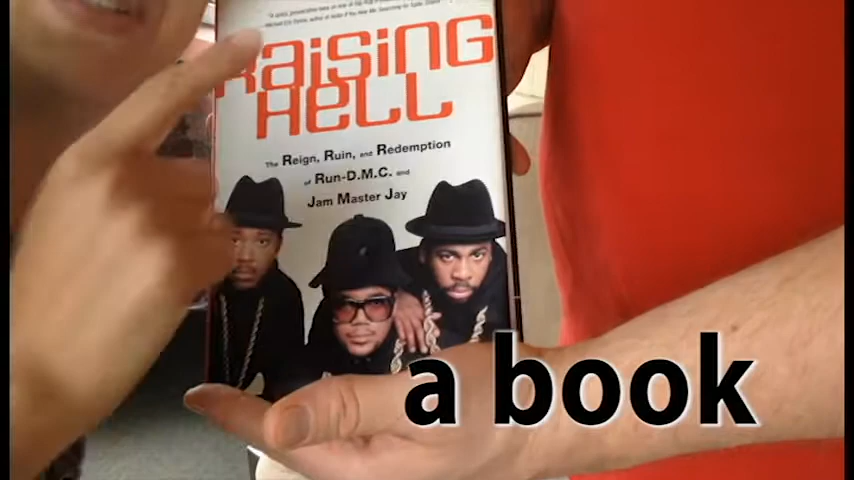 Raising
Hell
The Reign, Ruin, and Redemption
of Run-D.M.C. and
Jam Master Jay
a book